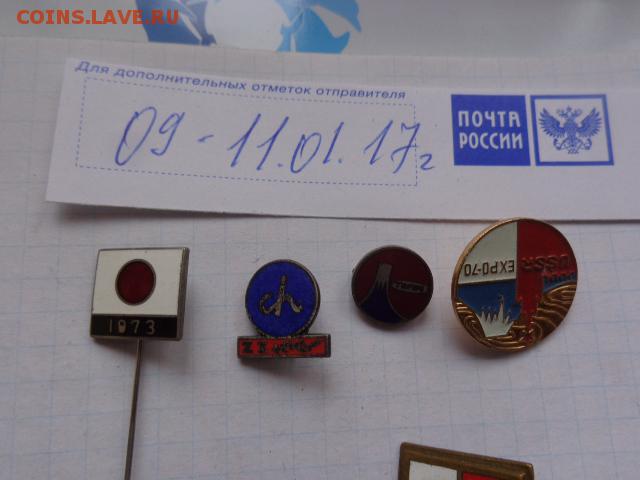 COINS.LAVE.RU
Для дополнительных отметок отправителя
09 - 11.01.17г
ПОЧТА
РОССИИ
1973
USSR
EXPO-70